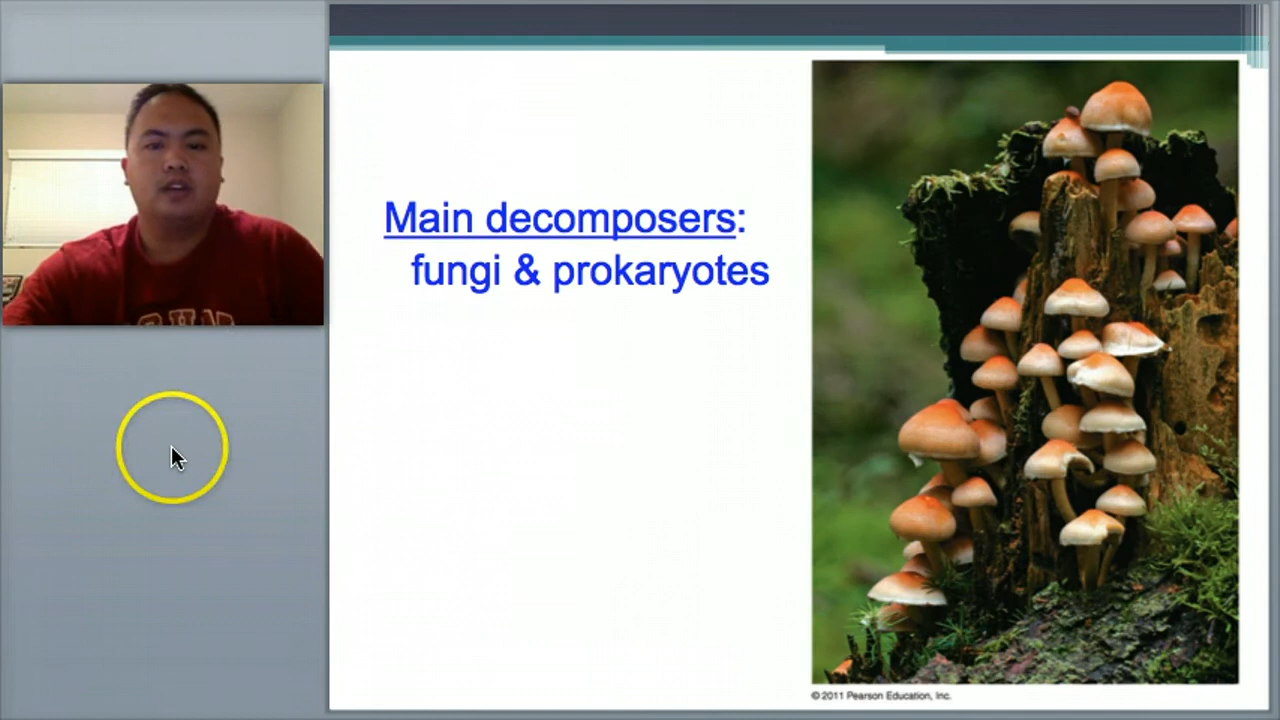 Main decomposers:
fungi & prokaryotes
© 2011 Pearson Education, Inc.